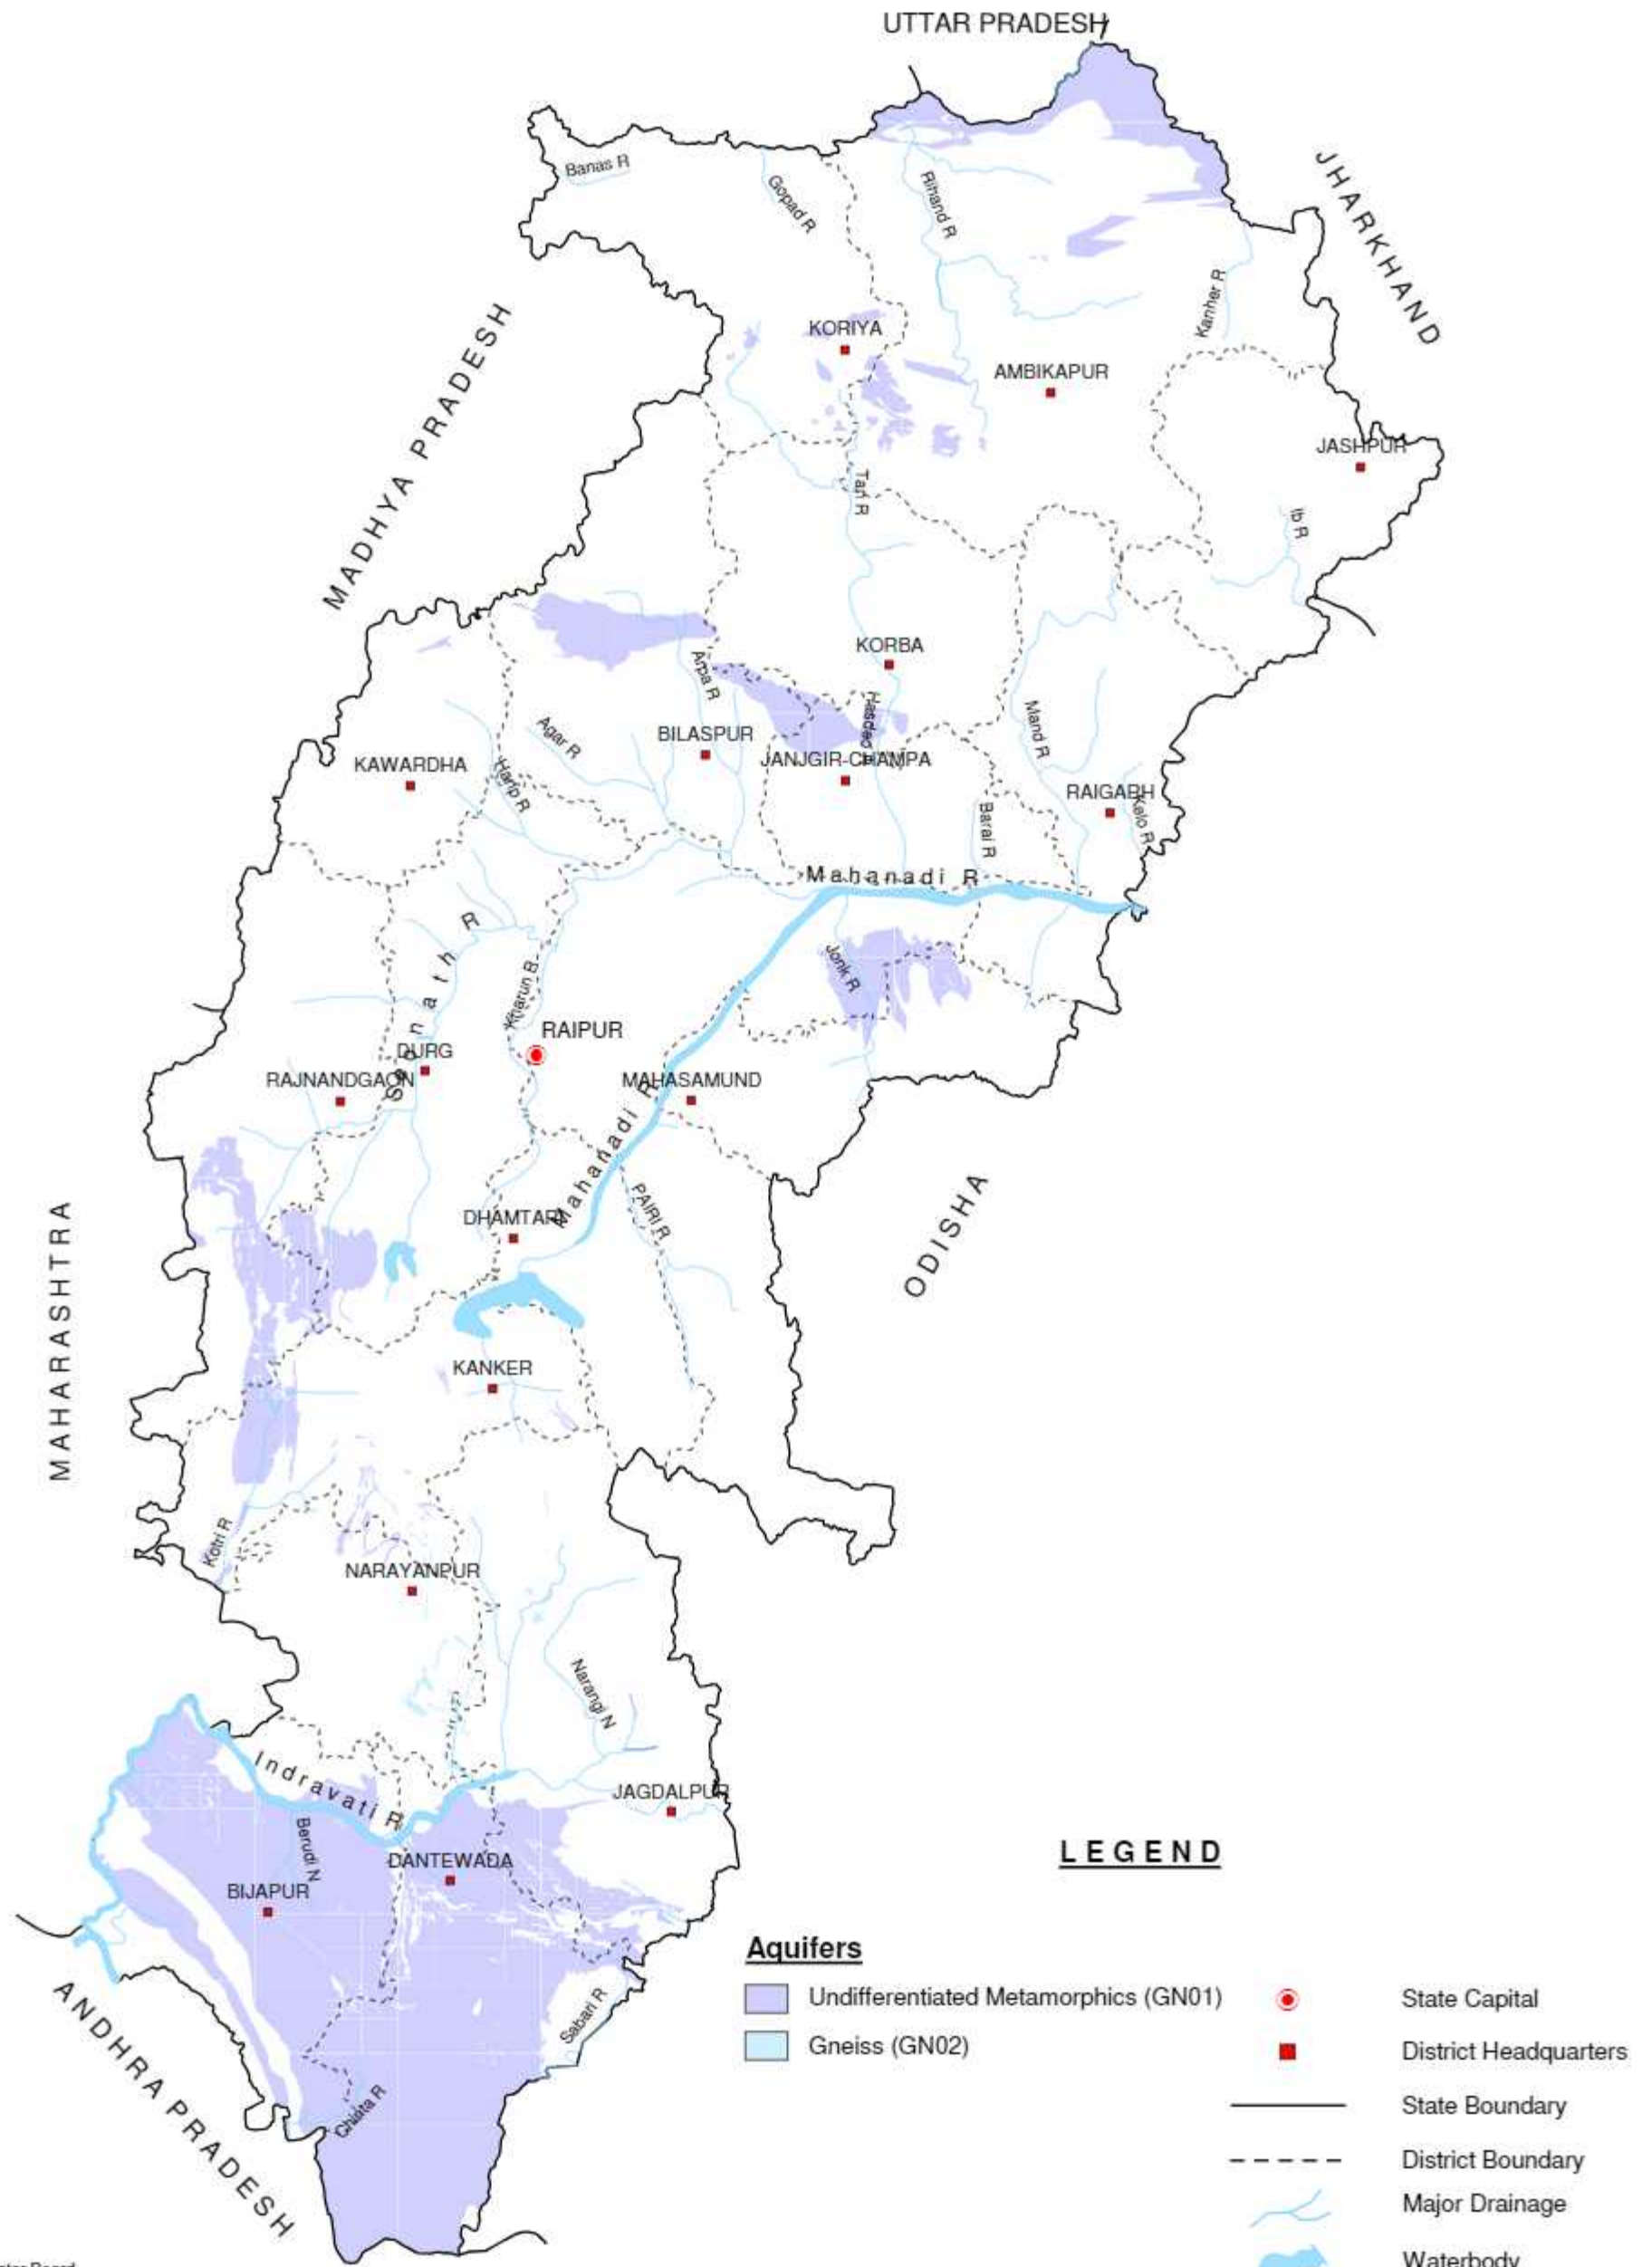 UTTAR PRADESH
JHARKHAND
Banas R
Gopad R
Rihand R
Kanher R
MADHYA PRADESH
KORIYA
AMBIKAPUR
JASHPUR
Tan R
Ib R
KORBA
Arpa R
Hasdeo R
Mand R
Agar R
BILASPUR
JANJGIR-CHAMPA
KAWARDHA
Hanp R
RAIGARH
Kelo R
Barai R
Mahanadi R
Seonath R
Jonk R
Kharun R
RAIPUR
DURG
RAJNANDGAON
MAHASAMUND
Mahanadi R
ODISHA
MAHARASHTRA
DHAMTARI
PAIRI R
KANKER
Kotri R
NARAYANPUR
Narangi N
Indravati R
JAGDALPUR
Berudi N
DANTEWADA
BIJAPUR
Sabari R
ANDHRA PRADESH
LEGEND
Aquifers
Undifferentiated Metamorphics (GN01)
Gneiss (GN02)
State Capital
District Headquarters
State Boundary
District Boundary
Major Drainage
Waterbody